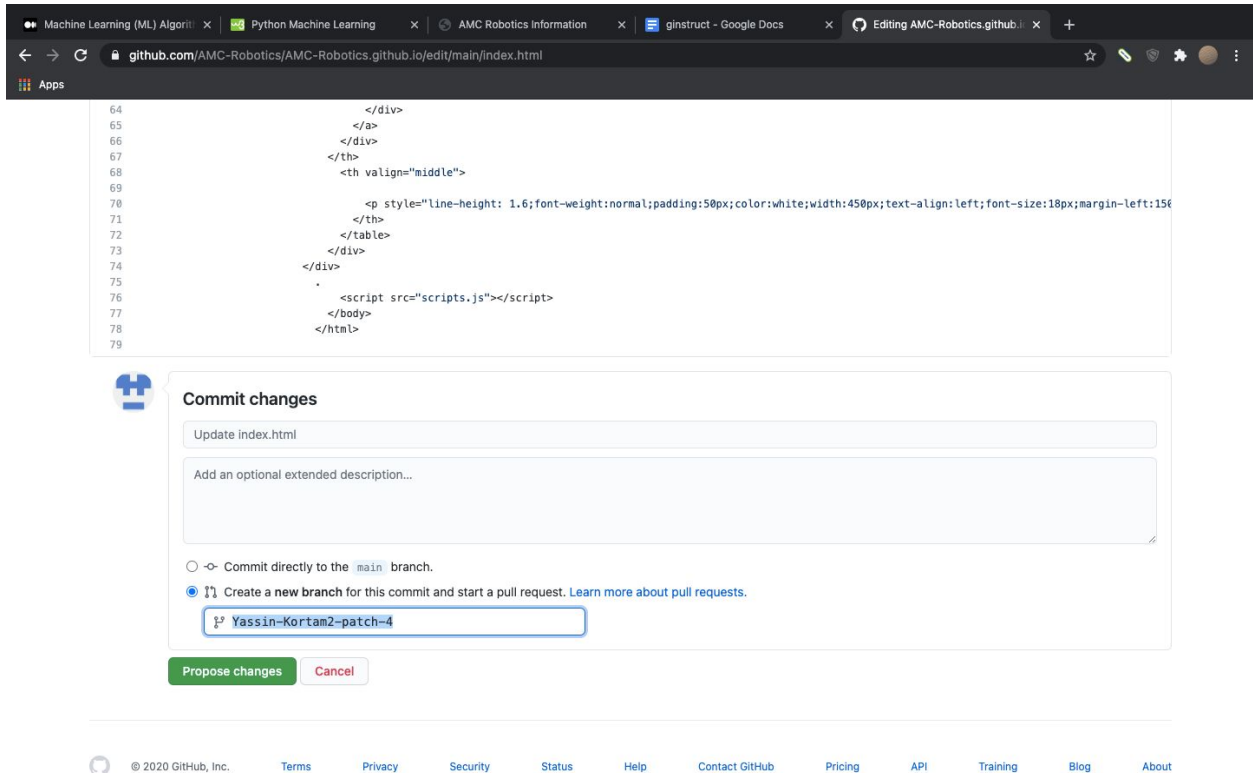 Machine Learning (ML) Algorit
Python Machine Learning
AMC Robotics Information
ginstruct - Google Docs
Editing AMC-Robotics.github.i
github.com/AMC-Robotics/AMC-Robotics.github.io/edit/main/index.html
Apps
64 </div>
65 </a>
66 </div>
67 </th>
68 <th valign="middle">
69
70 <p style="line-height: 1.6;font-weight:normal;padding:50px;color:white;width:450px;text-align:left;font-size:18px;margin-left:150
71 </th>
72 </table>
73 </div>
74 </div>
75 .
76 <script src="scripts.js"></script>
77 </body>
78 </html>
79
Commit changes
Update index.html
Add an optional extended description...
Commit directly to the main branch.
Create a new branch for this commit and start a pull request. Learn more about pull requests.
Yassin-Kortam2-patch-4
Propose changes Cancel
© 2020 GitHub, Inc. Terms Privacy Security Status Help Contact GitHub Pricing API Training Blog About